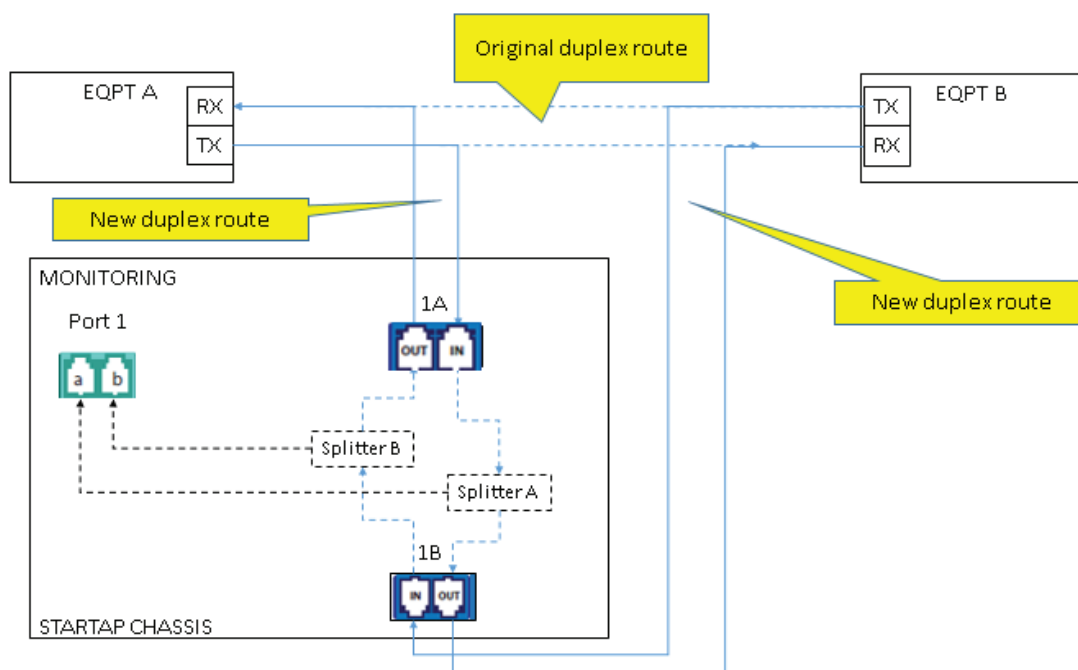 Original duplex route
EQPT A
RX
TX
EQPT B
TX
RX
New duplex route
New duplex route
MONITORING
Port 1
a b
1A
OUT IN
Splitter B
Splitter A
1B
IN OUT
STARTAP CHASSIS